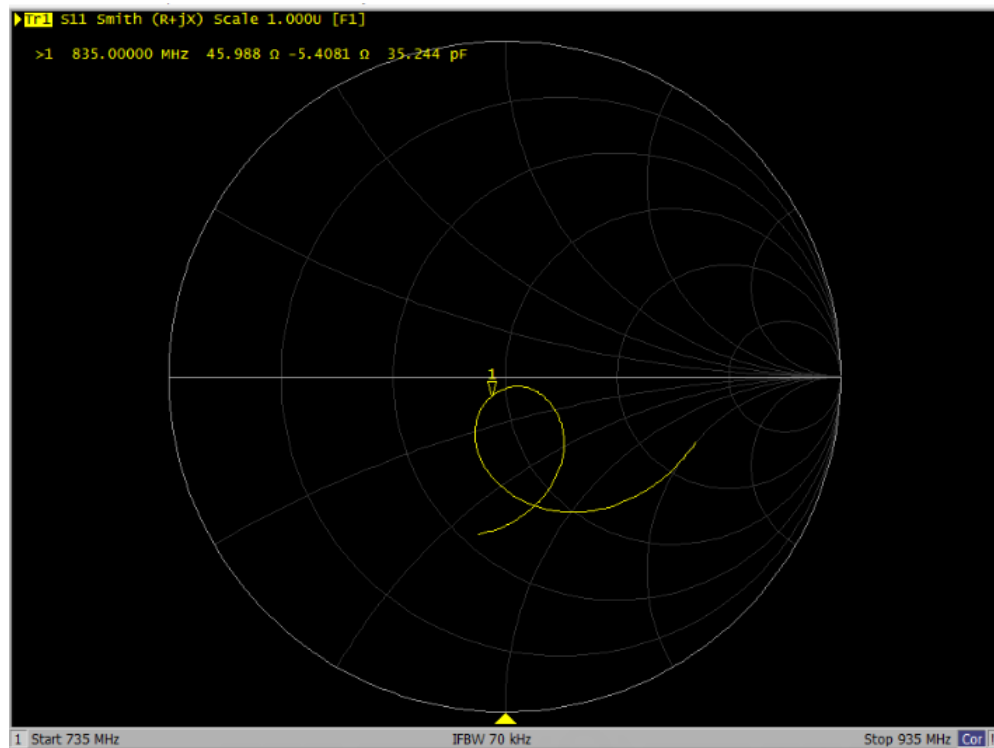 Tr1 S11 Smith (R+jX) Scale 1.000U [F1]
>1 835.00000 MHz 45.988 Ω -5.4081 Ω 35.244 pF
1
1 Start 735 MHz IFBW 70 kHz Stop 935 MHz Cor